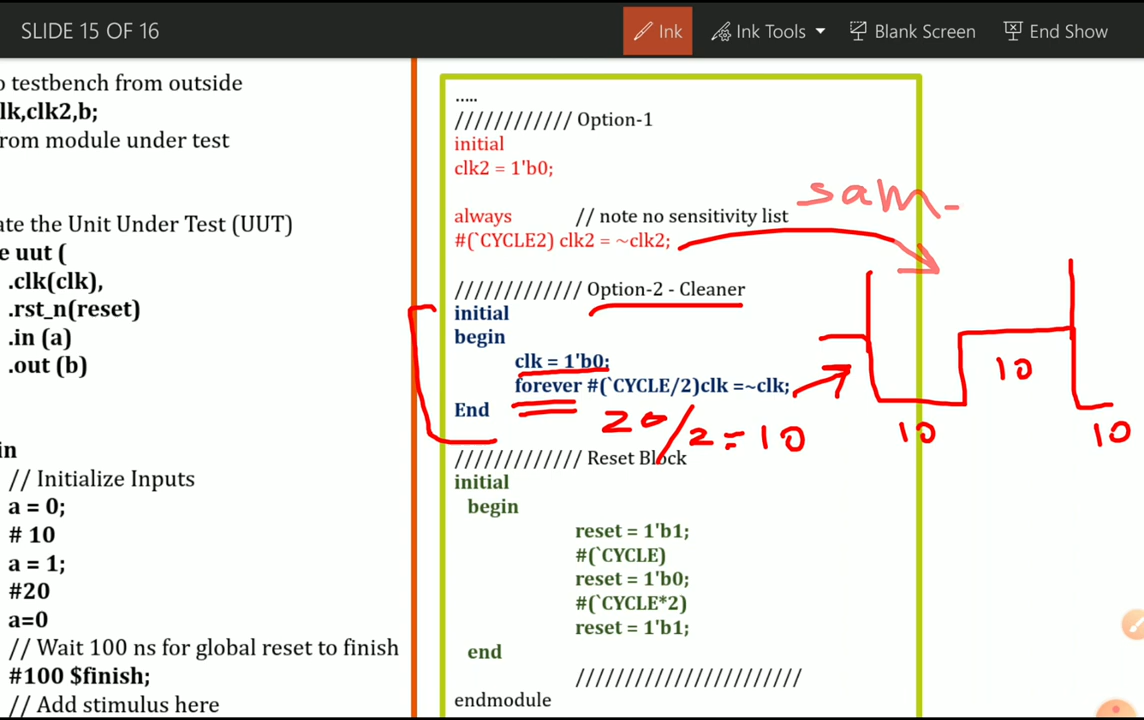 SLIDE 15 OF 16
Ink
Ink Tools
Blank Screen
End Show
o testbench from outside
lk,clk2,b;
rom module under test
ate the Unit Under Test (UUT)
e uut (
.clk(clk),
.rst_n(reset)
.in (a)
.out (b)
in
// Initialize Inputs
a = 0;
# 10
a = 1;
#20
a=0
// Wait 100 ns for global reset to finish
#100 $finish;
// Add stimulus here
.....
//////////// Option-1
initial
clk2 = 1'b0;
always // note no sensitivity list
#(`CYCLE2) clk2 = ~clk2;
///////////// Option-2 - Cleaner
initial
begin
clk = 1'b0;
forever #(`CYCLE/2)clk =~clk;
End
///////////// Reset Block
initial
begin
reset = 1'b1;
#(`CYCLE)
reset = 1'b0;
#(`CYCLE*2)
reset = 1'b1;
end
///////////////////////
endmodule
sam-
20/2=10
10
10
10